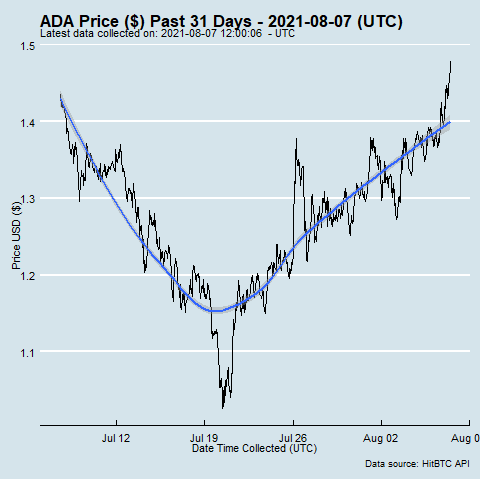 ADA Price ($) Past 31 Days - 2021-08-07 (UTC)
Latest data collected on: 2021-08-07 12:00:06 - UTC
1.5
1.4
1.3
1.2
1.1
Price USD ($)
Jul 12
Jul 19
Jul 26
Aug 02
Aug 0
Date Time Collected (UTC)
Data source: HitBTC API